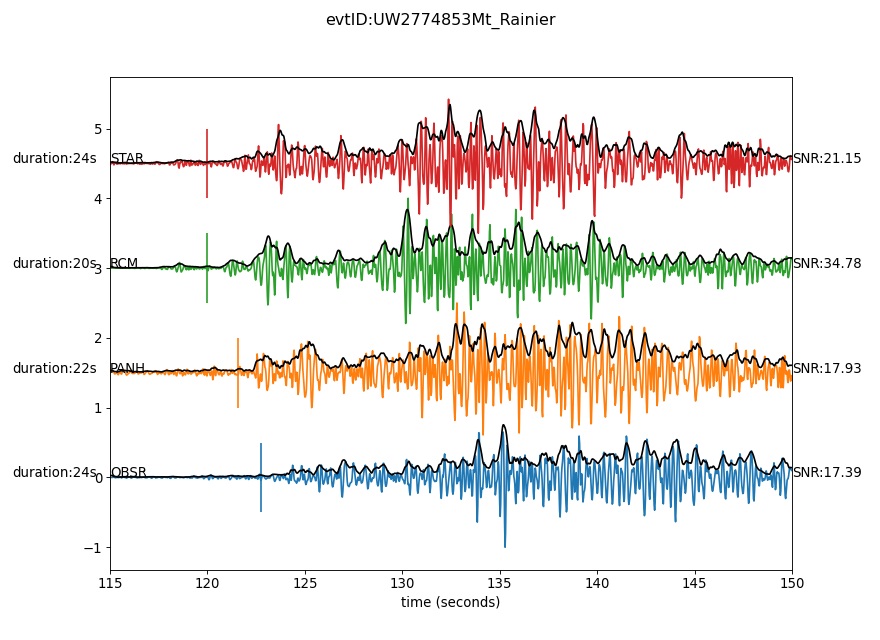 evtID:UW2774853Mt_Rainier
5
duration:24s STAR SNR:21.15
4
duration:20s 3 RCM SNR:34.78
2
duration:22s PANH SNR:17.93
1
duration:24s 0 OBSR SNR:17.39
−1
115 120 125 130 135 140 145 150
time (seconds)